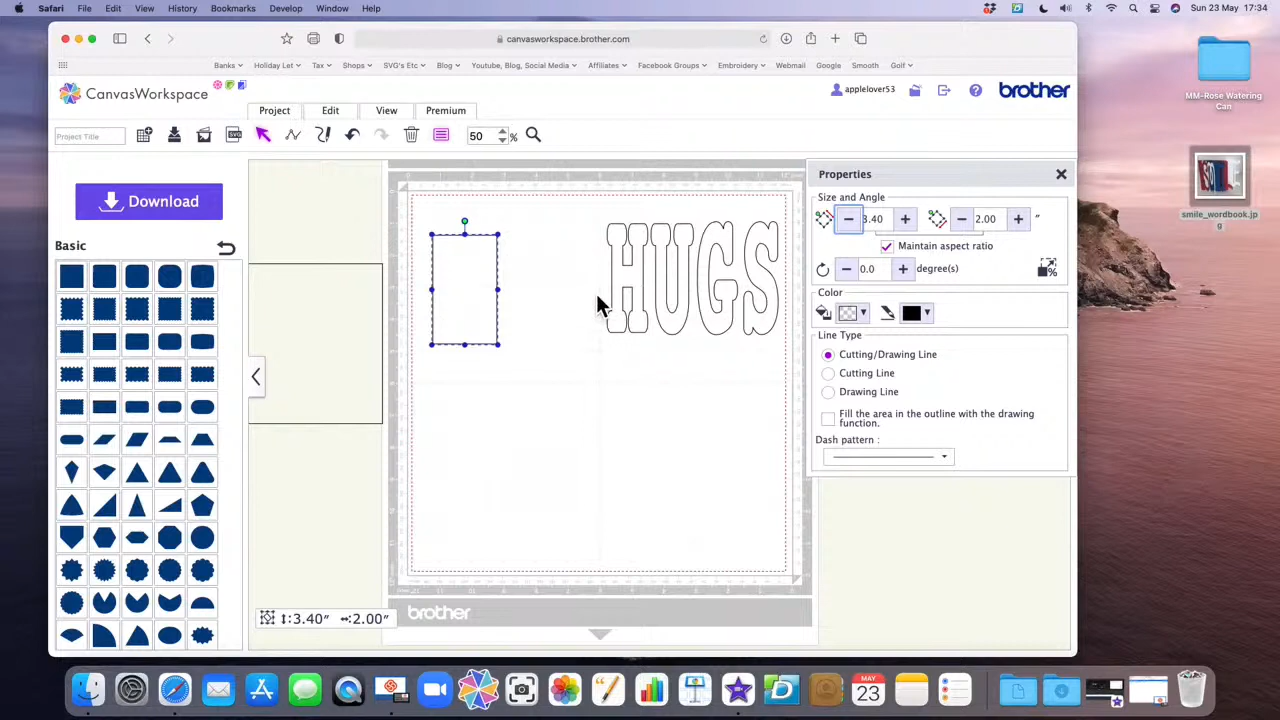 Safari File Edit View History Bookmarks Develop Window Help
Sun 23 May 17:34
canvasworkspace.brother.com
Banks Holiday Let Tax Shops SVG's Etc Blog Youtube, Blog, Social Media Affiliates Facebook Groups Embroidery Webmail Google Smooth Golf
CanvasWorkspace
applelover53
brother
Project Edit View Premium
Project Title
SVG
50 %
Download
Basic
HUGS
brother
↕:3.40" ↔:2.00"
Properties
Size and Angle
3.40
2.00
"
Maintain aspect ratio
0.0
degree(s)
%
Color
Line Type
Cutting/Drawing Line
Cutting Line
Drawing Line
Fill the area in the outline with the drawing
function.
Dash pattern :
MM-Rose Watering
Can
smile_wordbook.jp
g
MAY
23